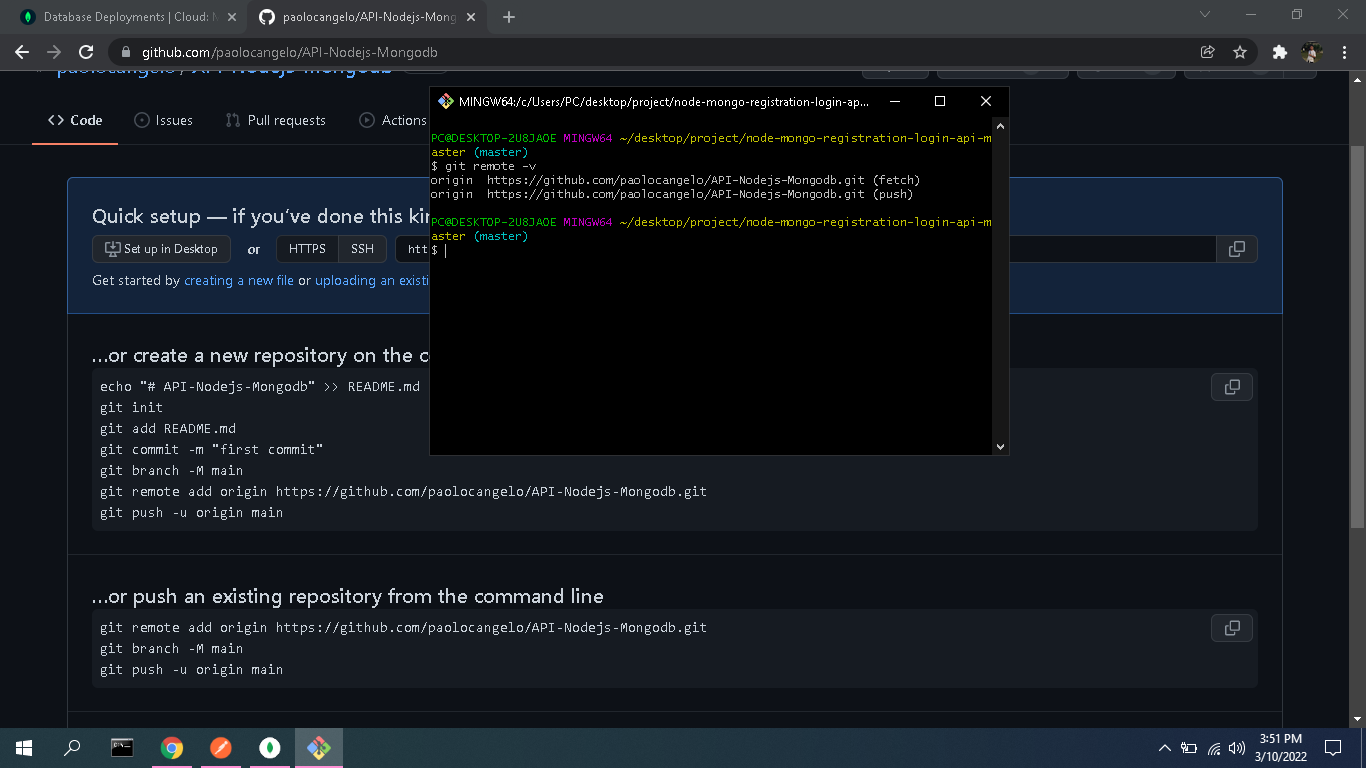 Database Deployments | Cloud: M
paolocangelo/API-Nodejs-Mong
github.com/paolocangelo/API-Nodejs-Mongodb
paolocangelo / API-Nodejs-Mongodb
Code
Issues
Pull requests
Actions
MINGW64:/c/Users/PC/desktop/project/node-mongo-registration-login-ap...
PC@DESKTOP-2U8JAOE MINGW64 ~/desktop/project/node-mongo-registration-login-api-m
aster (master)
$ git remote -v
origin  https://github.com/paolocangelo/API-Nodejs-Mongodb.git (fetch)
origin  https://github.com/paolocangelo/API-Nodejs-Mongodb.git (push)
PC@DESKTOP-2U8JAOE MINGW64 ~/desktop/project/node-mongo-registration-login-api-m
aster (master)
$
Quick setup — if you've done this kin
Set up in Desktop or HTTPS SSH htt
Get started by creating a new file or uploading an existi
...or create a new repository on the c
echo "# API-Nodejs-Mongodb" >> README.md
git init
git add README.md
git commit -m "first commit"
git branch -M main
git remote add origin https://github.com/paolocangelo/API-Nodejs-Mongodb.git
git push -u origin main
...or push an existing repository from the command line
git remote add origin https://github.com/paolocangelo/API-Nodejs-Mongodb.git
git branch -M main
git push -u origin main
3:51 PM
3/10/2022